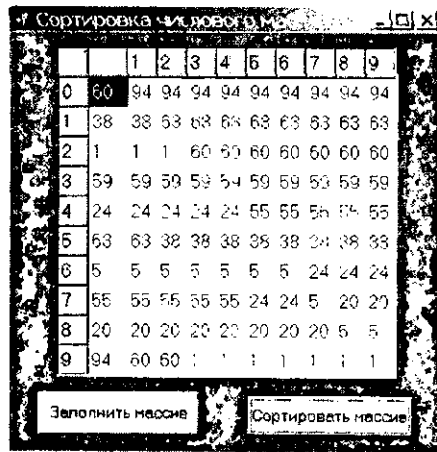 Сортировка числового
1 2 3 4 5 6 7 8 9
0 60 94 94 94 94 94 94 94 94 94
1 38 38 63 63 63 63 63 63 63 63
2 1 1 1 60 60 60 60 60 60 60
3 59 59 59 59 59 59 59 59 59 59
4 24 24 24 24 24 55 55 55 55 55
5 63 63 38 38 38 38 38 38 38 38
6 5 5 5 5 5 5 5 24 24 24
7 55 55 55 55 55 24 24 5 20 20
8 20 20 20 20 20 20 20 20 5 5
9 94 60 60 1 1 1 1 1 1 1
Заполнить массив Сортировать массив